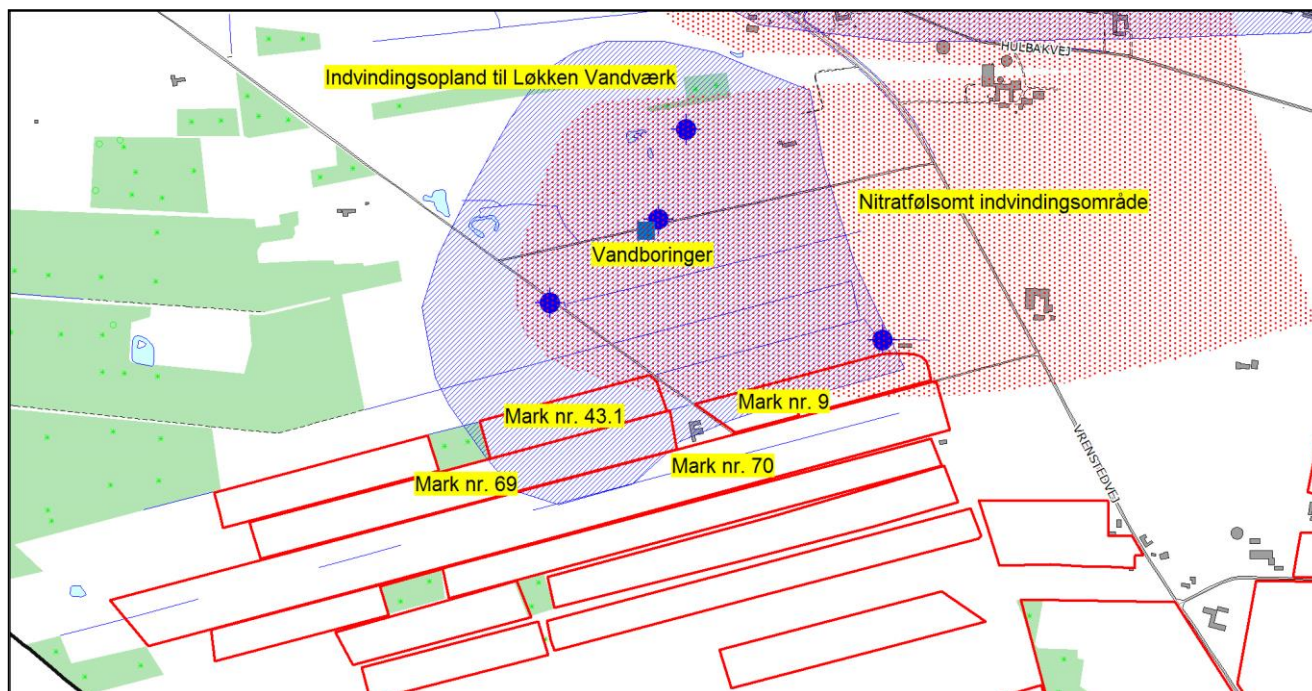 HULBAKVEJ
Indvindingsopland til Løkken Vandværk
Nitratfølsomt indvindingsområde
Vandboringer
Mark nr. 9
Mark nr. 43.1
Mark nr. 70
Mark nr. 69
VRENSTEDVEJ